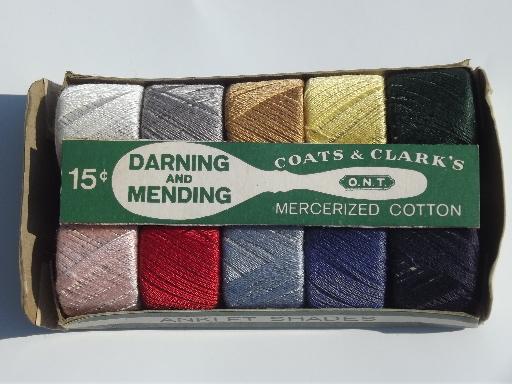 15¢
DARNING
AND
MENDING
COATS & CLARK'S
O.N.T.
MERCERIZED COTTON
ANKLET SHADES